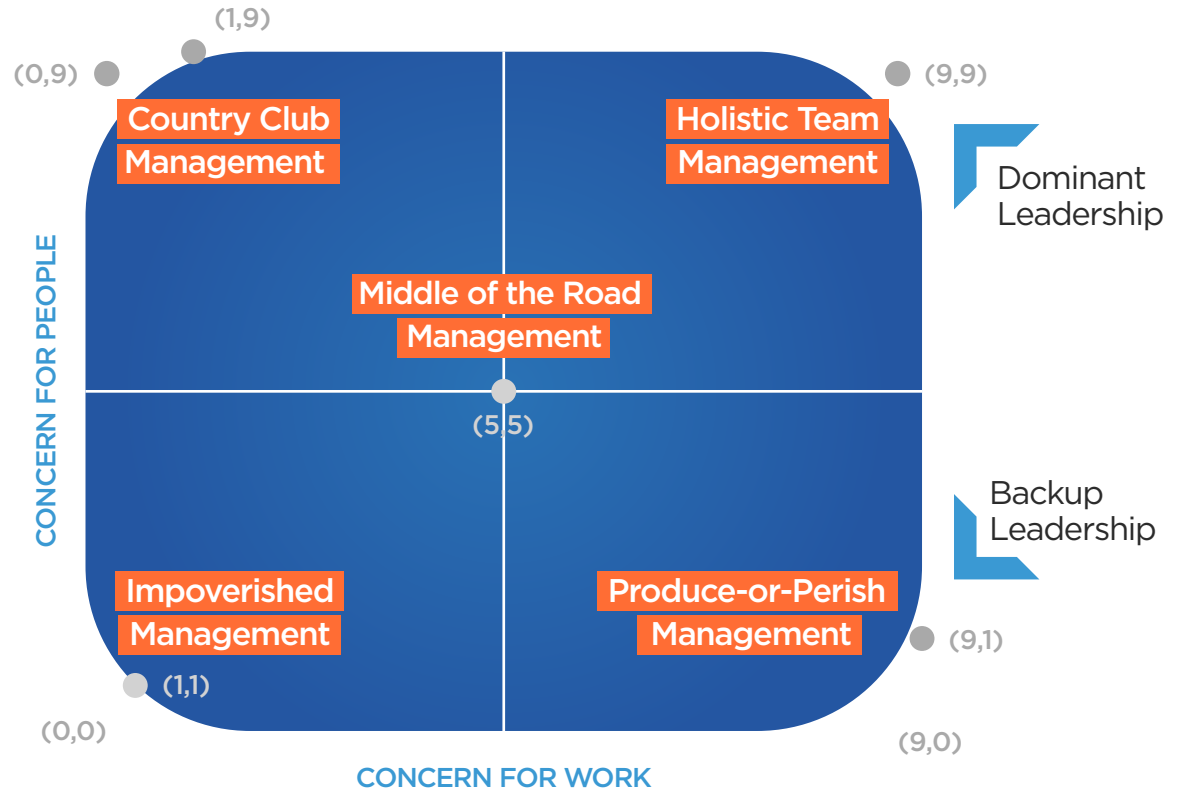 (1,9)
(0,9)
(9,9)
Country Club
Management
Holistic Team
Management
Dominant
Leadership
CONCERN FOR PEOPLE
Middle of the Road
Management
(5,5)
Backup
Leadership
Impoverished
Management
Produce-or-Perish
Management
(9,1)
(1,1)
(0,0)
(9,0)
CONCERN FOR WORK